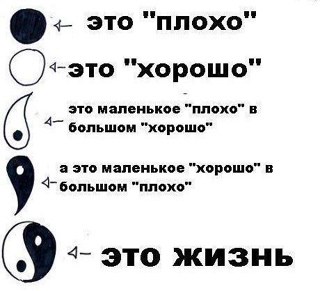 это "плохо"
это "хорошо"
это маленькое "плохо" в
большом "хорошо"
а это маленькое "хорошо" в
большом "плохо"
это жизнь